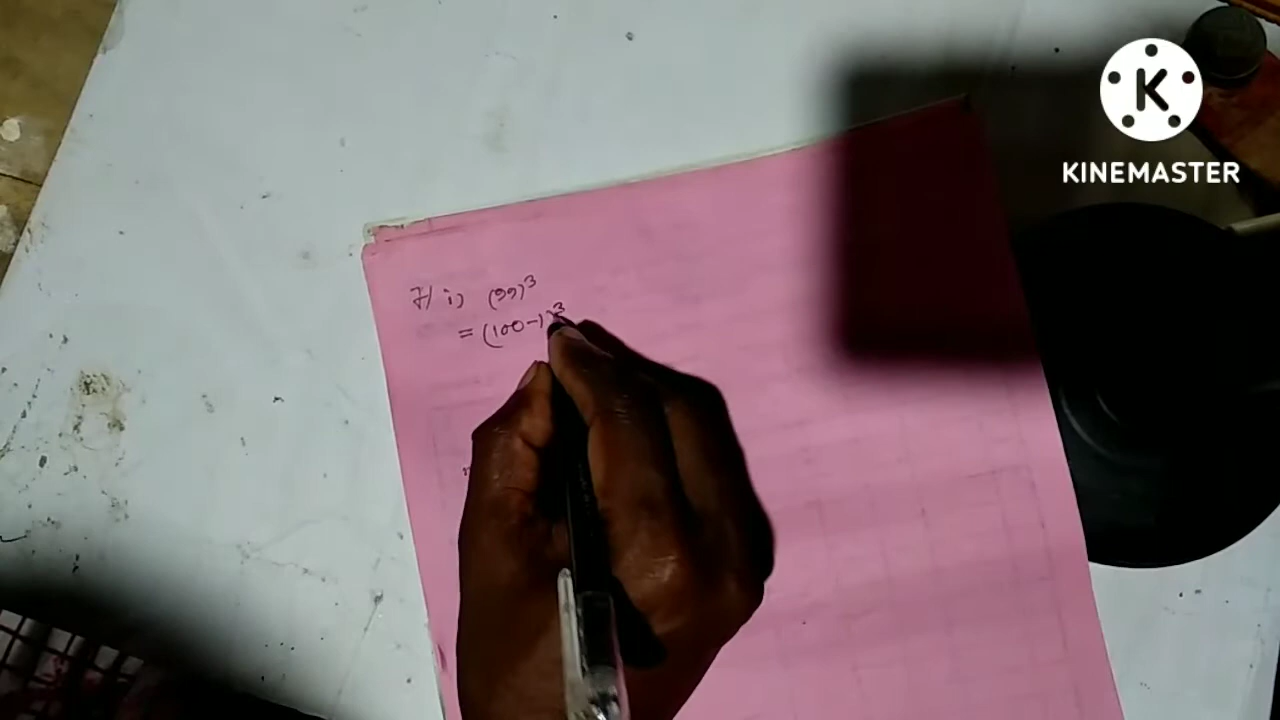 7/ i) (99)³
= (100-1)³
K
KINEMASTER